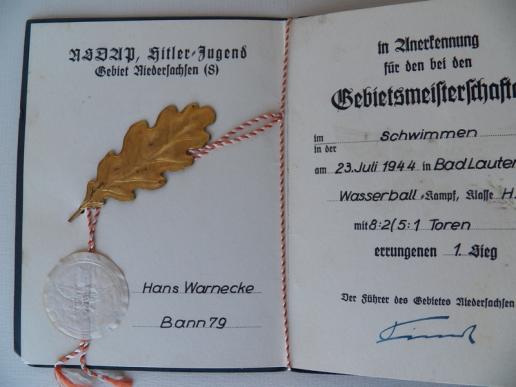 NSDAP, Hitler-Jugend
Gebiet Niedersachsen (8)
Hans Warnecke
Bann 79
in Anerkennung
für den bei den
Gebietsmeisterschafte
im Schwimmen
in der
am 23. Juli 1944 in Bad Lauter
Wasserball-Kampf, Klasse H.
mit 8:2 (5:1 Toren
errungenen 1. Sieg
Der Führer des Gebietes Niedersachsen